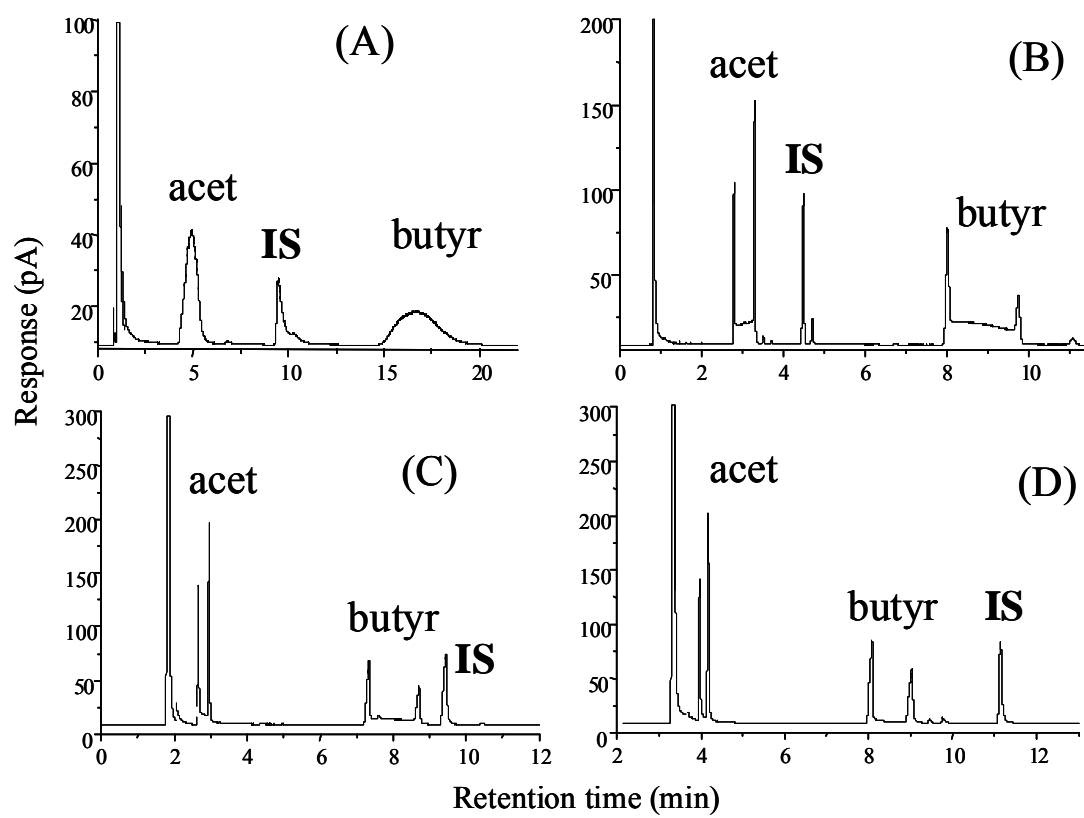 (A)
100
80
60
40
20
acet
IS
butyr
0 5 10 15 20
(B)
200
150
100
50
acet
IS
butyr
0 2 4 6 8 10
Response (pA)
(C)
300
250
200
150
100
50
0
acet
butyr
IS
0 2 4 6 8 10 12
(D)
300
250
200
150
100
50
0
acet
butyr
IS
2 4 6 8 10 12
Retention time (min)